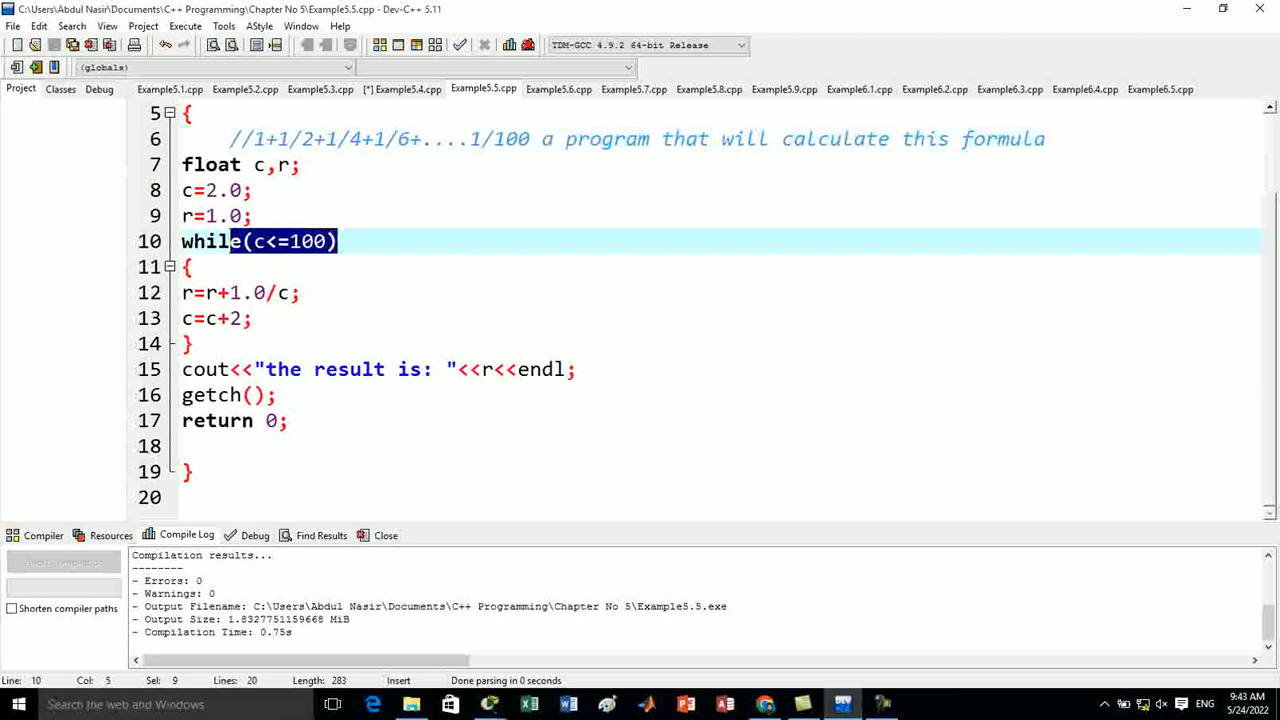 C:\Users\Abdul Nasir\Documents\C++ Programming\Chapter No 5\Example5.5.cpp - Dev-C++ 5.11
File Edit Search View Project Execute Tools AStyle Window Help
TDM-GCC 4.9.2 64-bit Release
(globals)
Project Classes Debug Example5.1.cpp Example5.2.cpp Example5.3.cpp [*] Example5.4.cpp Example5.5.cpp Example5.6.cpp Example5.7.cpp Example5.8.cpp Example5.9.cpp Example6.1.cpp Example6.2.cpp Example6.3.cpp Example6.4.cpp Example6.5.cpp
5 {
6 //1+1/2+1/4+1/6+....1/100 a program that will calculate this formula
7 float c,r;
8 c=2.0;
9 r=1.0;
10 while(c<=100)
11 {
12 r=r+1.0/c;
13 c=c+2;
14 }
15 cout<<"the result is: "<<r<<endl;
16 getch();
17 return 0;
18
19 }
20
Compiler Resources Compile Log Debug Find Results Close
Compilation results...
--------
- Errors: 0
- Warnings: 0
- Output Filename: C:\Users\Abdul Nasir\Documents\C++ Programming\Chapter No 5\Example5.5.exe
- Output Size: 1.8327751159668 MiB
- Compilation Time: 0.75s
Shorten compiler paths
Line: 10 Col: 5 Sel: 9 Lines: 20 Length: 283 Insert Done parsing in 0 seconds
Search the web and Windows
DEV
ENG
9:43 AM
5/24/2022